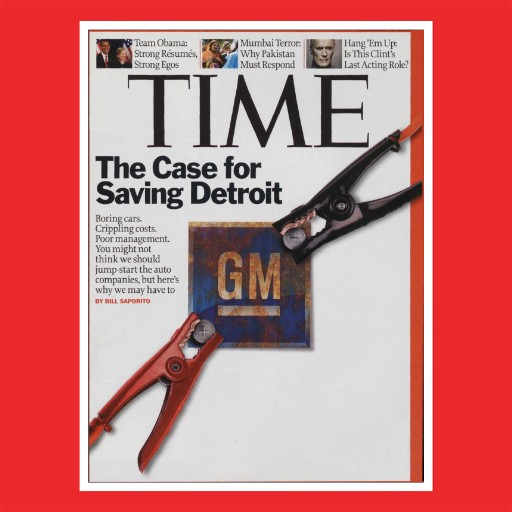 Team Obama:
Strong Résumés,
Strong Egos
Mumbai Terror:
Why Pakistan
Must Respond
Hang 'Em Up:
Is This Clint's
Last Acting Role?
TIME
The Case for
Saving Detroit
Boring cars.
Crippling costs.
Poor management.
You might not
think we should
jump-start the auto
companies, but here's
why we may have to
BY BILL SAPORITO
GM